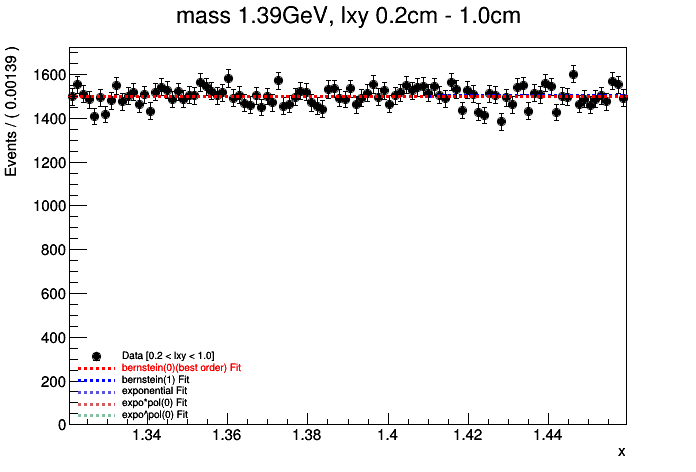 mass 1.39GeV, lxy 0.2cm - 1.0cm
Events / ( 0.00139 )
1600
1400
1200
1000
800
600
400
200
0
Data [0.2 < lxy < 1.0]
bernstein(0)(best order) Fit
bernstein(1) Fit
exponential Fit
expo*pol(0) Fit
expo^pol(0) Fit
1.34 1.36 1.38 1.4 1.42 1.44
x